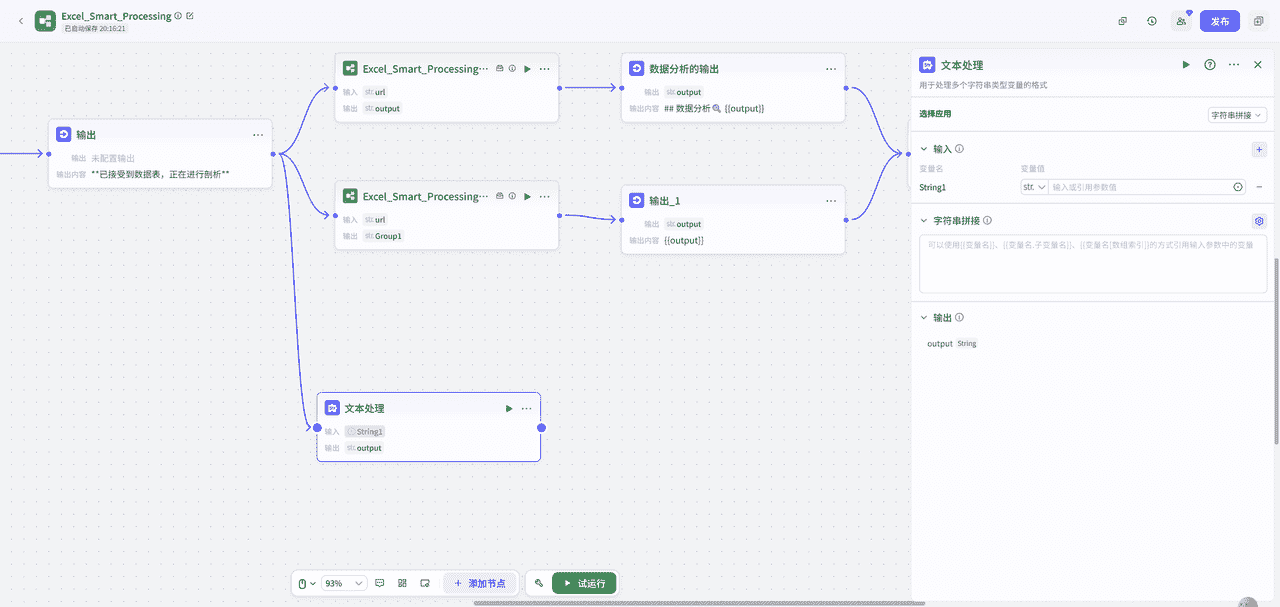 Excel_Smart_Processing
已自动保存 20:16:21
发布
输出
输出 未配置输出
输出内容 **已接受到数据表，正在进行剖析**
Excel_Smart_Processing...
输入 str. url
输出 str. output
数据分析的输出
输出 str. output
输出内容 ## 数据分析🔍 {{output}}
Excel_Smart_Processing...
输入 str. url
输出 str. Group1
输出_1
输出 str. output
输出内容 {{output}}
文本处理
输入 String1
输出 str. output
93%
添加节点
试运行
文本处理
用于处理多个字符串类型变量的格式
选择应用
字符串拼接
输入
变量名 变量值
String1 str. 输入或引用参数值
字符串拼接
可以使用{{变量名}}、{{变量名.子变量名}}、{{变量名[数组索引]}}的方式引用输入参数中的变量
输出
output String